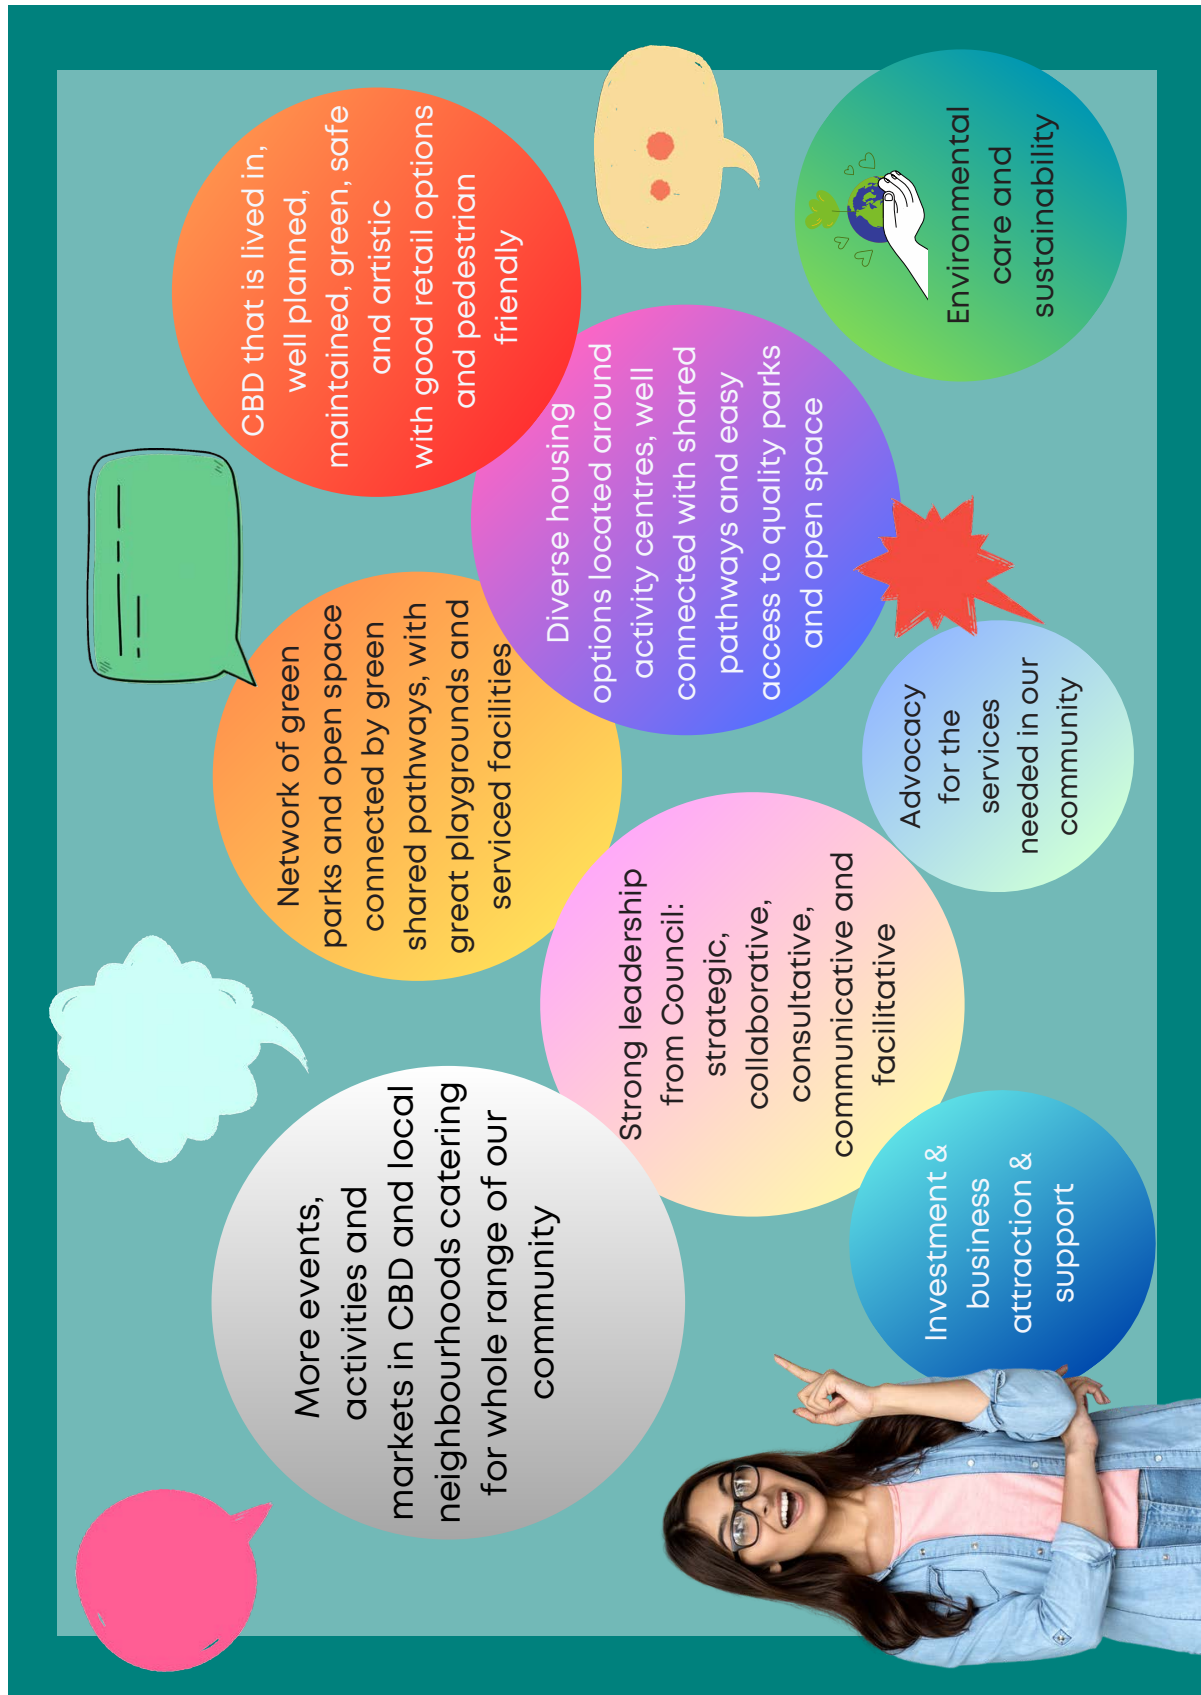 More events,
activities and
markets in CBD and local
neighbourhoods catering
for whole range of our
community
Network of green
parks and open space
connected by green
shared pathways, with
great playgrounds and
serviced facilities
CBD that is lived in,
well planned,
maintained, green, safe
and artistic
with good retail options
and pedestrian
friendly
Strong leadership
from Council:
strategic,
collaborative,
consultative,
communicative and
facilitative
Diverse housing
options located around
activity centres, well
connected with shared
pathways and easy
access to quality parks
and open space
Investment &
business
attraction &
support
Advocacy
for the
services
needed in our
community
Environmental
care and
sustainability